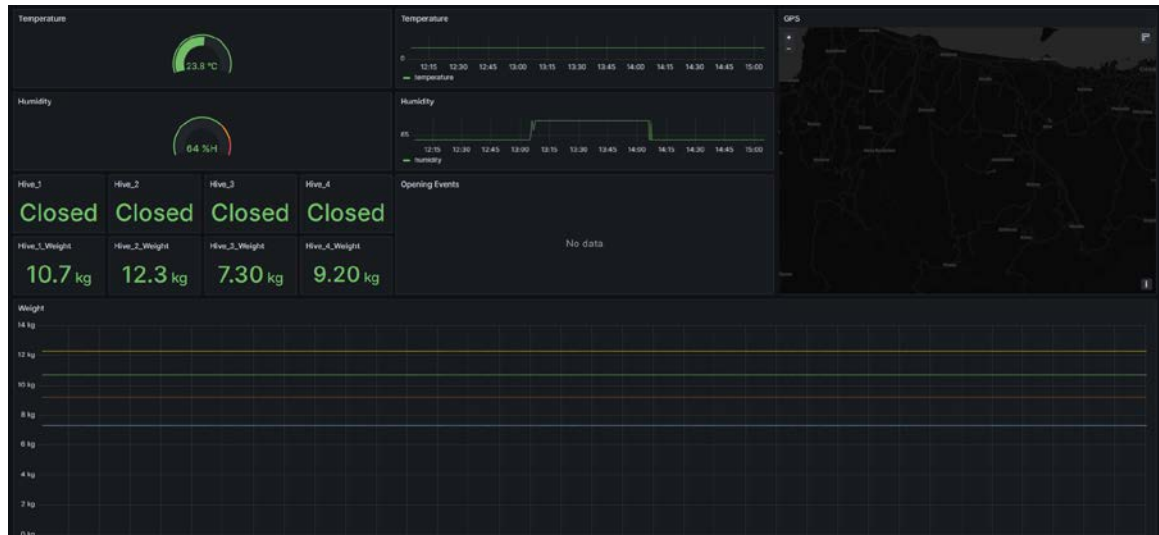 Temperature
23.8 °C
Temperature
0
12:15 12:30 12:45 13:00 13:15 13:30 13:45 14:00 14:15 14:30 14:45 15:00
temperature
GPS
+
-
i
Humidity
64 %H
Humidity
12:15 12:30 12:45 13:00 13:15 13:30 13:45 14:00 14:15 14:30 14:45 15:00
humidity
Hive_1
Closed
Hive_2
Closed
Hive_3
Closed
Hive_4
Closed
Opening Events
No data
Hive_1_Weight
10.7 kg
Hive_2_Weight
12.3 kg
Hive_3_Weight
7.30 kg
Hive_4_Weight
9.20 kg
Weight
14 kg
12 kg
10 kg
8 kg
6 kg
4 kg
2 kg
0 kg